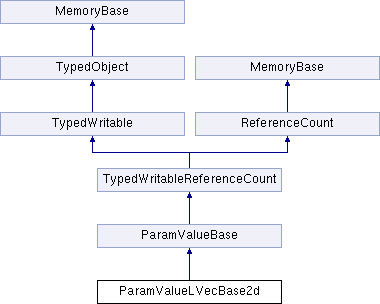 MemoryBase
TypedObject
MemoryBase
TypedWritable
ReferenceCount
TypedWritableReferenceCount
ParamValueBase
ParamValueLVecBase2d